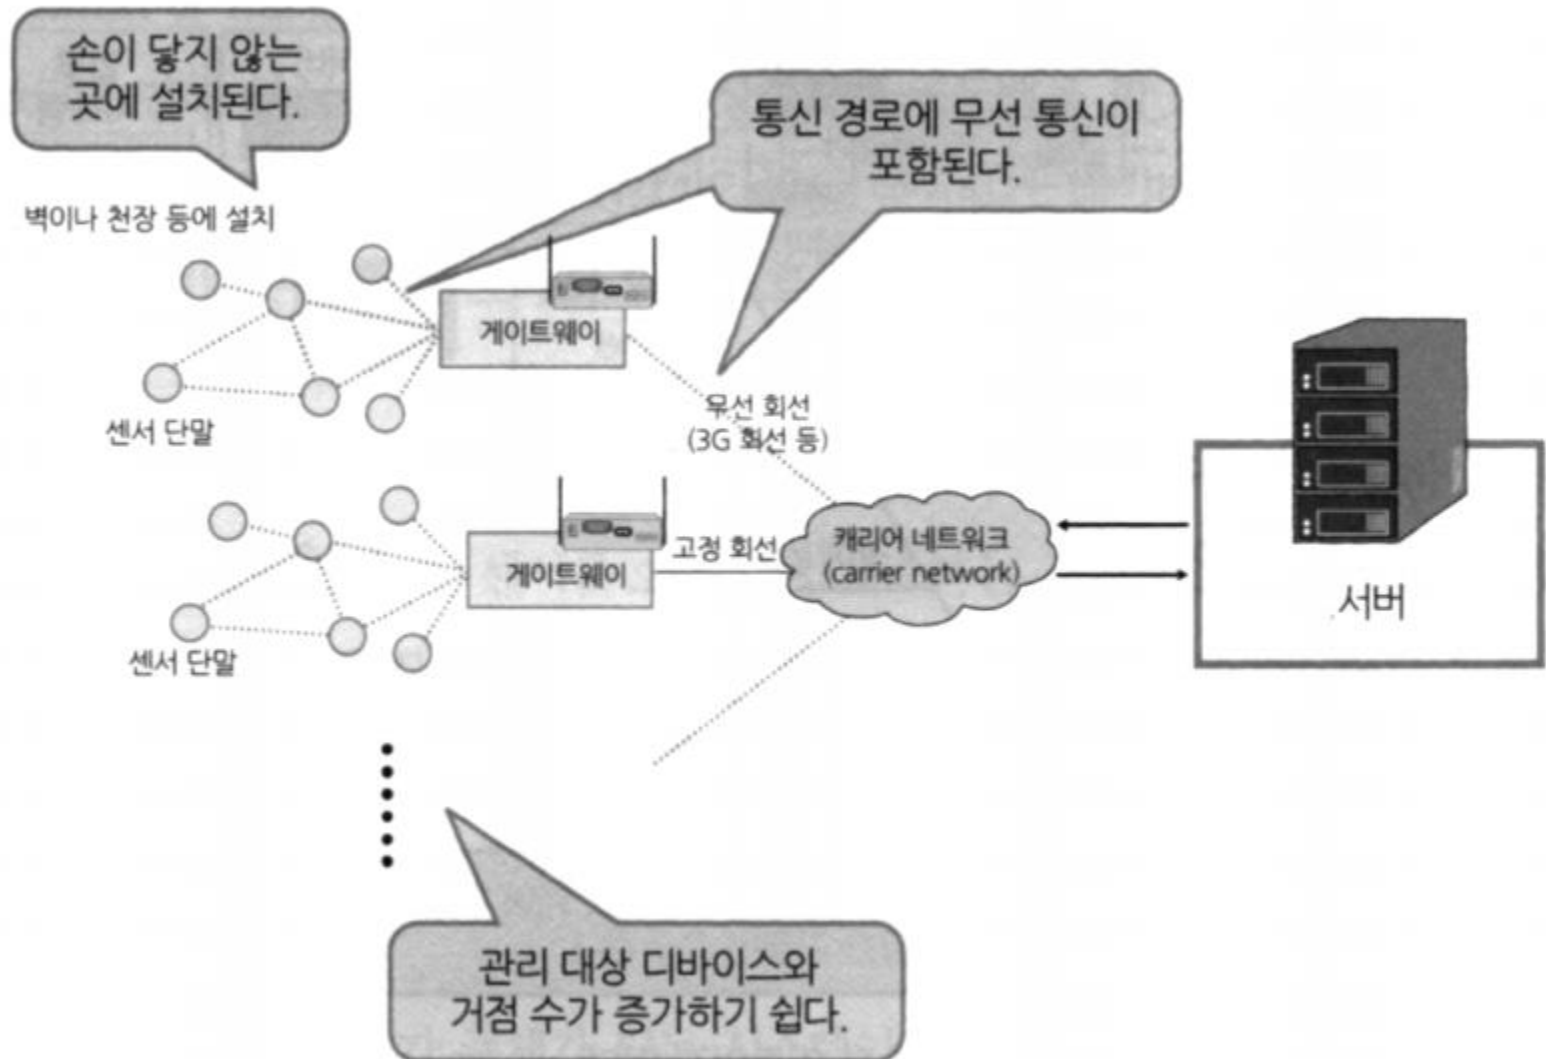 손이 닿지 않는
곳에 설치된다.
통신 경로에 무선 통신이
포함된다.
벽이나 천장 등에 설치
게이트웨이
센서 단말
무선 회선
(3G 회선 등)
게이트웨이
고정 회선
캐리어 네트워크
(carrier network)
서버
센서 단말
관리 대상 디바이스와
거점 수가 증가하기 쉽다.